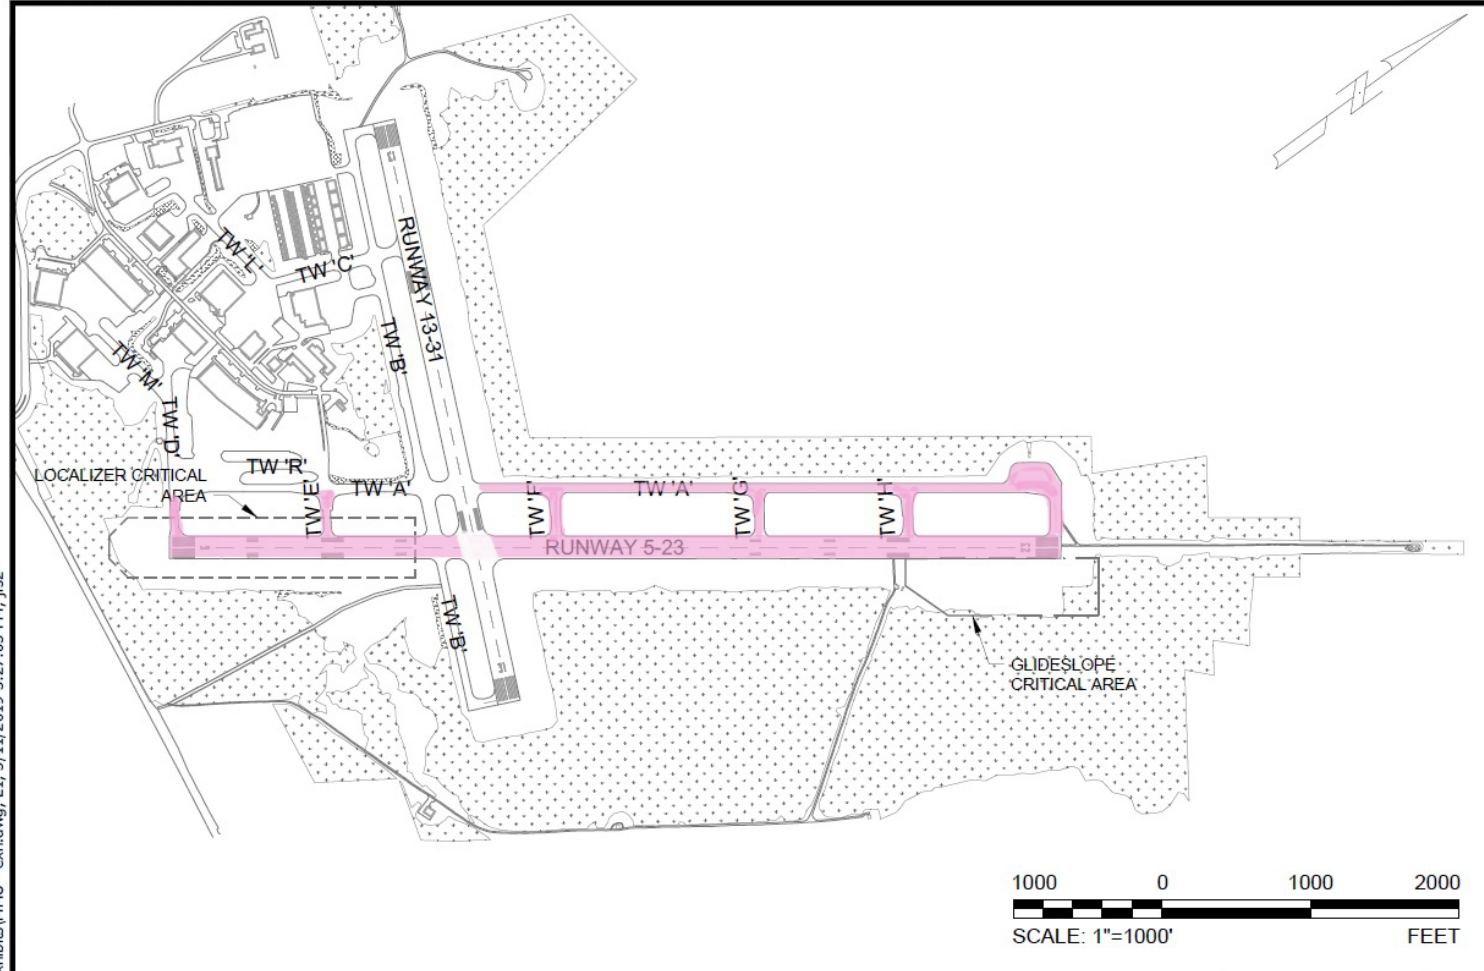 RUNWAY 13-31
TW 'L'
TW 'C'
TW 'B'
TW 'M'
TW 'D'
LOCALIZER CRITICAL
AREA
TW 'R'
TW 'E'
TW 'A'
TW 'F'
TW 'A'
TW 'G'
TW 'H'
RUNWAY 5-23
23
TW 'B'
GLIDESLOPE
CRITICAL AREA
1000 0 1000 2000
SCALE: 1"=1000' FEET